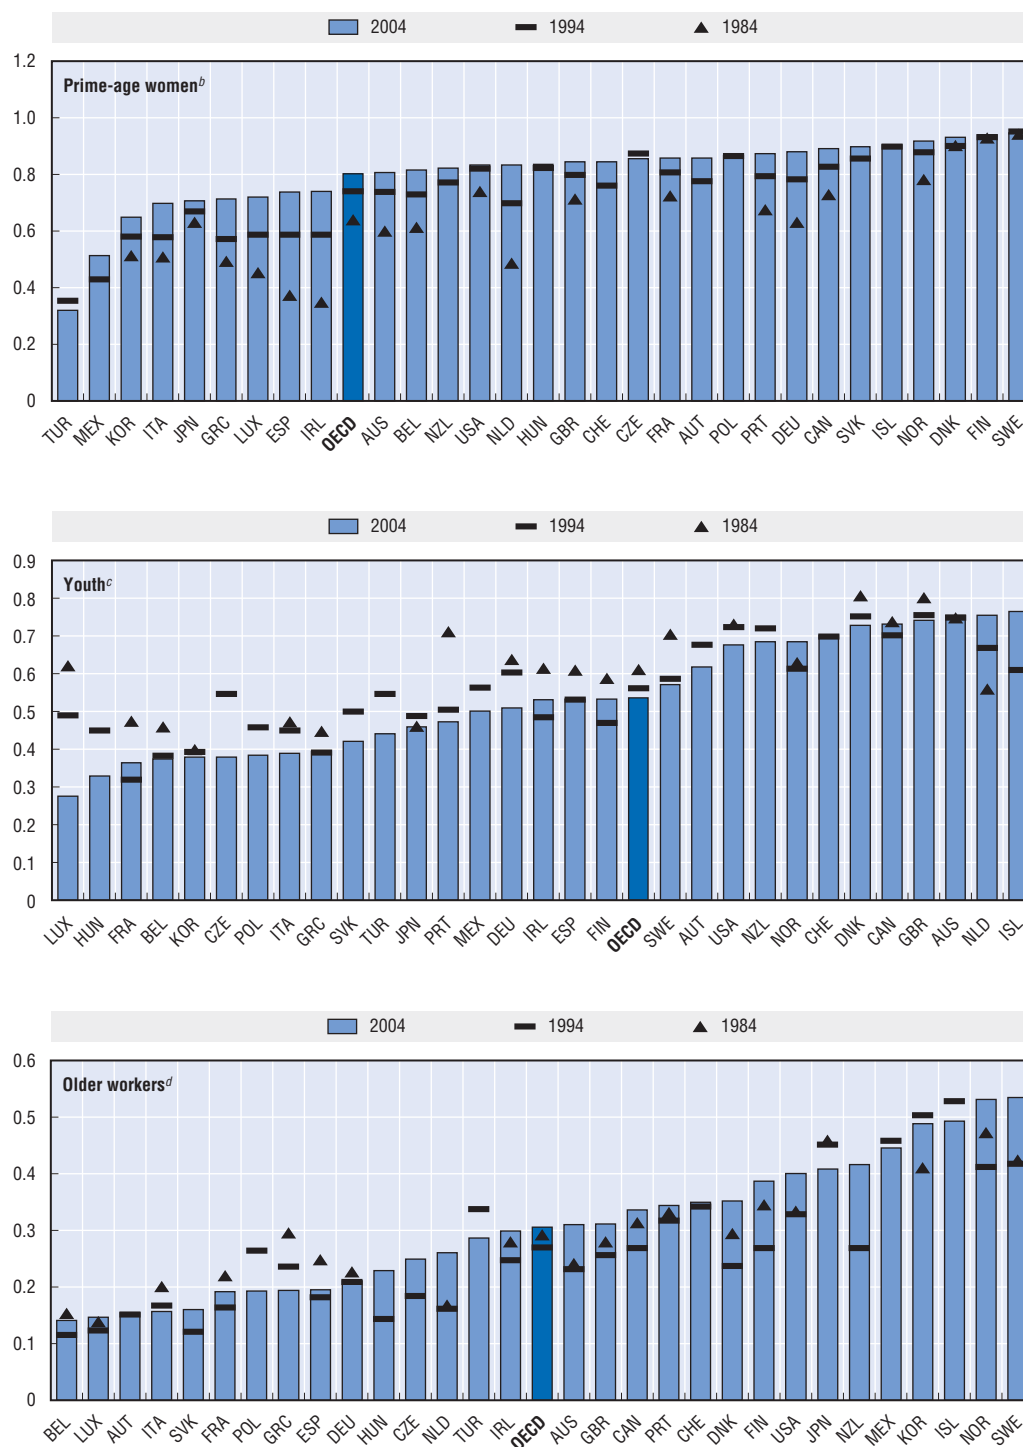 2004 1994 1984
1.2
Prime-age women b
1.0
0.8
0.6
0.4
0.2
0
TUR MEX KOR ITA JPN GRC LUX ESP IRL OECD AUS BEL NZL USA NLD HUN GBR CHE CZE FRA AUT POL PRT DEU CAN SVK ISL NOR DNK FIN SWE
2004 1994 1984
0.9
Youth c
0.8
0.7
0.6
0.5
0.4
0.3
0.2
0.1
0
LUX HUN FRA BEL KOR CZE POL ITA GRC SVK TUR JPN PRT MEX DEU IRL ESP FIN OECD SWE AUT USA NZL NOR CHE DNK CAN GBR AUS NLD ISL
2004 1994 1984
0.6
Older workers d
0.5
0.4
0.3
0.2
0.1
0
BEL LUX AUT ITA SVK FRA POL GRC ESP DEU HUN CZE NLD TUR IRL OECD AUS GBR CAN PRT CHE DNK FIN USA JPN NZL MEX KOR ISL NOR SWE